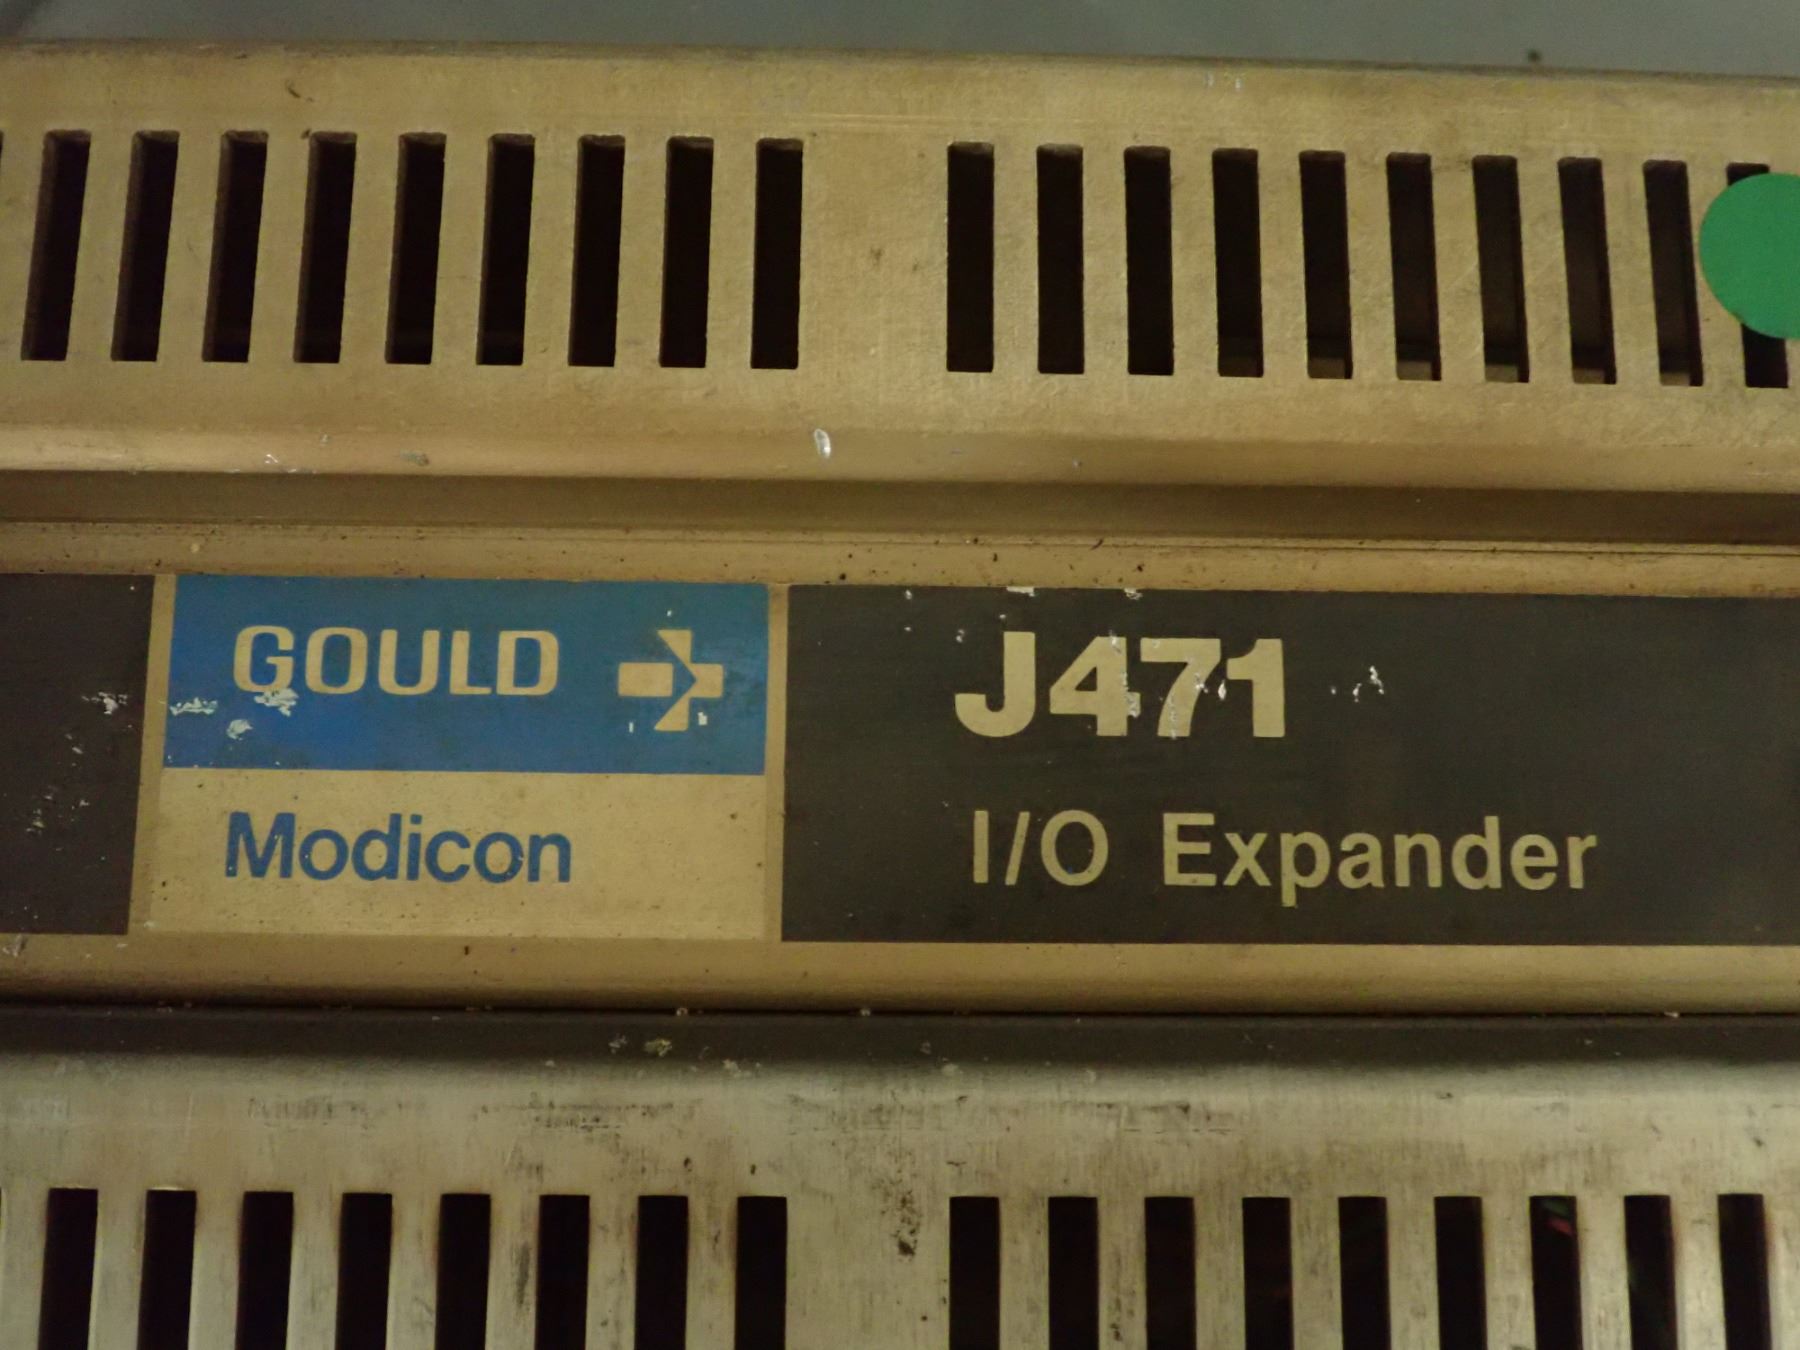 GOULD
Modicon
J471
I/O Expander